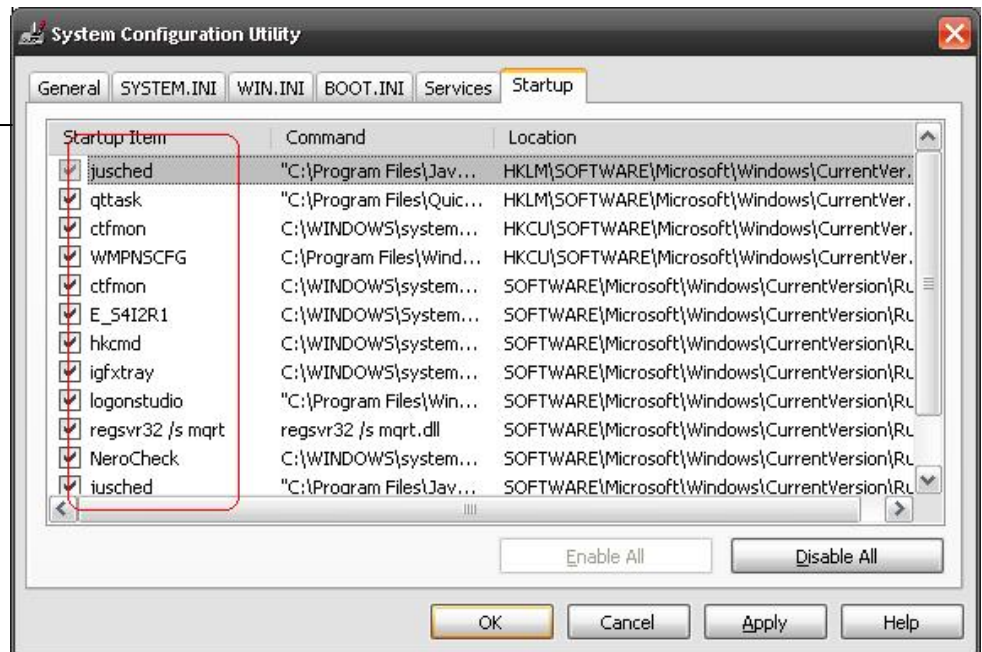 System Configuration Utility
General SYSTEM.INI WIN.INI BOOT.INI Services Startup
Startup Item Command Location
jusched "C:\Program Files\Jav... HKLM\SOFTWARE\Microsoft\Windows\CurrentVer.
qttask "C:\Program Files\Quic... HKLM\SOFTWARE\Microsoft\Windows\CurrentVer.
ctfmon C:\WINDOWS\system... HKCU\SOFTWARE\Microsoft\Windows\CurrentVer.
WMPNSCFG C:\Program Files\Wind... HKCU\SOFTWARE\Microsoft\Windows\CurrentVer.
ctfmon C:\WINDOWS\system... SOFTWARE\Microsoft\Windows\CurrentVersion\Ru
E_S4I2R1 C:\WINDOWS\System... SOFTWARE\Microsoft\Windows\CurrentVersion\Ru
hkcmd C:\WINDOWS\system... SOFTWARE\Microsoft\Windows\CurrentVersion\Ru
igfxtray C:\WINDOWS\system... SOFTWARE\Microsoft\Windows\CurrentVersion\Ru
logonstudio "C:\Program Files\Win... SOFTWARE\Microsoft\Windows\CurrentVersion\Ru
regsvr32 /s mqrt regsvr32 /s mqrt.dll SOFTWARE\Microsoft\Windows\CurrentVersion\Ru
NeroCheck C:\WINDOWS\system... SOFTWARE\Microsoft\Windows\CurrentVersion\Ru
jusched "C:\Program Files\Jav... SOFTWARE\Microsoft\Windows\CurrentVersion\Ru
Enable All Disable All
OK Cancel Apply Help